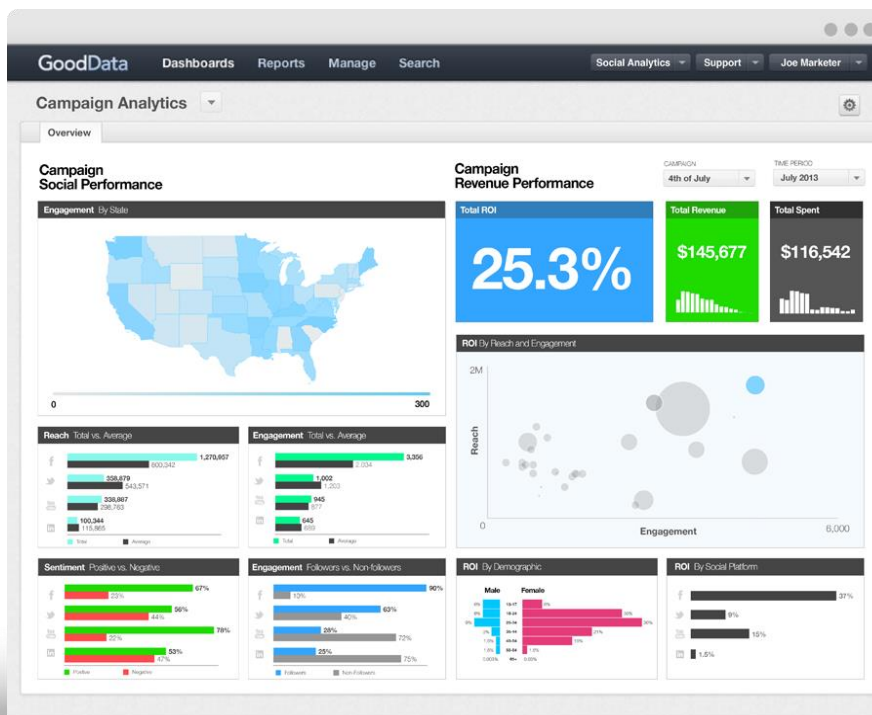 GoodData
Dashboards Reports Manage Search
Social Analytics Support Joe Marketer
Campaign Analytics
Overview
Campaign
Social Performance
Engagement By State
0 300
Campaign
Revenue Performance
CAMPAIGN
4th of July
TIME PERIOD
July 2013
Total ROI
25.3%
Total Revenue
$145,677
Total Spent
$116,542
ROI By Reach and Engagement
2M
Reach
0
Engagement
6,000
Reach Total vs. Average
1,270,957
800,342
358,879
543,571
338,887
298,763
100,344
115,865
Total Average
Engagement Total vs. Average
3,356
2,034
1,002
1,203
945
877
645
Total Average
Sentiment Positive vs. Negative
67%
23%
56%
44%
78%
22%
53%
47%
Positive Negative
Engagement Followers vs. Non-followers
90%
10%
63%
40%
28%
72%
25%
75%
Followers Non-Followers
ROI By Demographic
Male Female
ROI By Social Platform
37%
9%
15%
1.5%